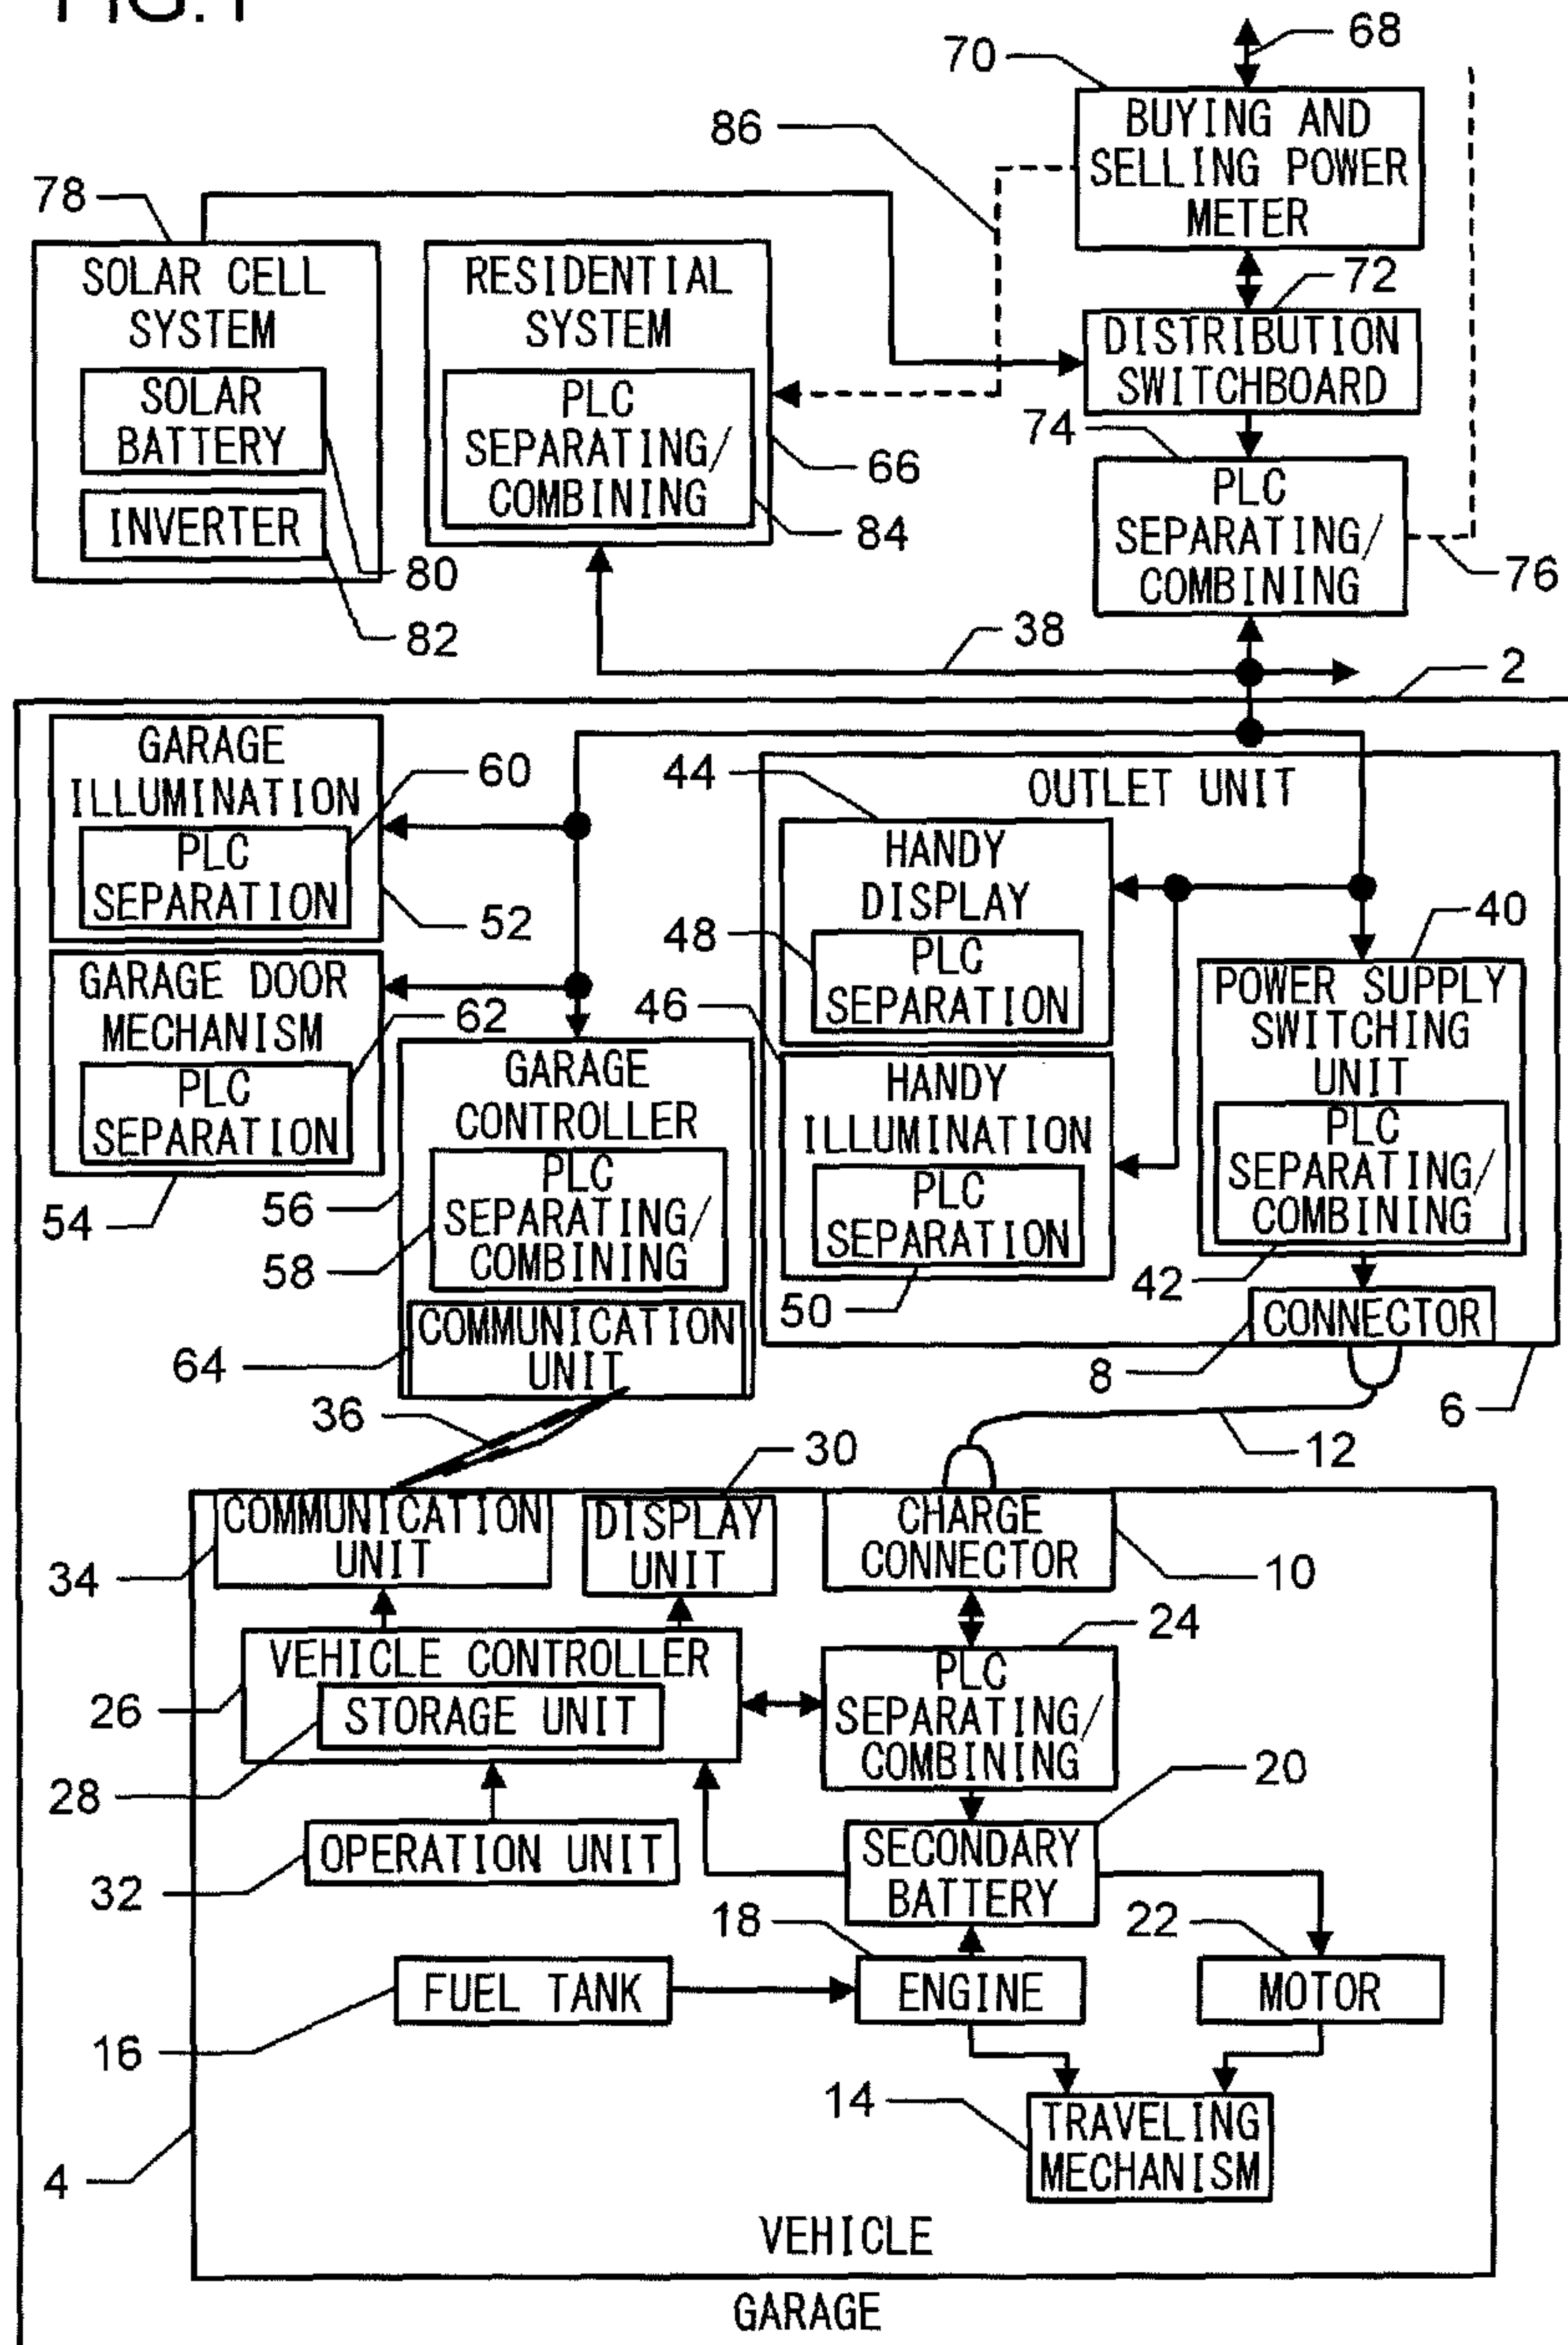 FIG. 1
68
70
BUYING AND
SELLING POWER
METER
86
78
SOLAR CELL
SYSTEM
SOLAR
BATTERY
INVERTER
80
82
RESIDENTIAL
SYSTEM
PLC
SEPARATING/
COMBINING
66
84
72
DISTRIBUTION
SWITCHBOARD
74
PLC
SEPARATING/
COMBINING
76
38
2
GARAGE
ILLUMINATION
60
PLC
SEPARATION
52
GARAGE DOOR
MECHANISM
62
PLC
SEPARATION
54
GARAGE
CONTROLLER
56
PLC
SEPARATING/
COMBINING
58
COMMUNICATION
UNIT
64
OUTLET UNIT
44
HANDY
DISPLAY
48
PLC
SEPARATION
46
HANDY
ILLUMINATION
PLC
SEPARATION
50
40
POWER SUPPLY
SWITCHING
UNIT
PLC
SEPARATING/
COMBINING
42
CONNECTOR
8
6
36
12
30
COMMUNICATION
UNIT
34
DISPLAY
UNIT
CHARGE
CONNECTOR
10
24
VEHICLE CONTROLLER
26
STORAGE UNIT
28
PLC
SEPARATING/
COMBINING
20
OPERATION UNIT
32
SECONDARY
BATTERY
18
22
FUEL TANK
16
ENGINE
MOTOR
14
TRAVELING
MECHANISM
4
VEHICLE
GARAGE